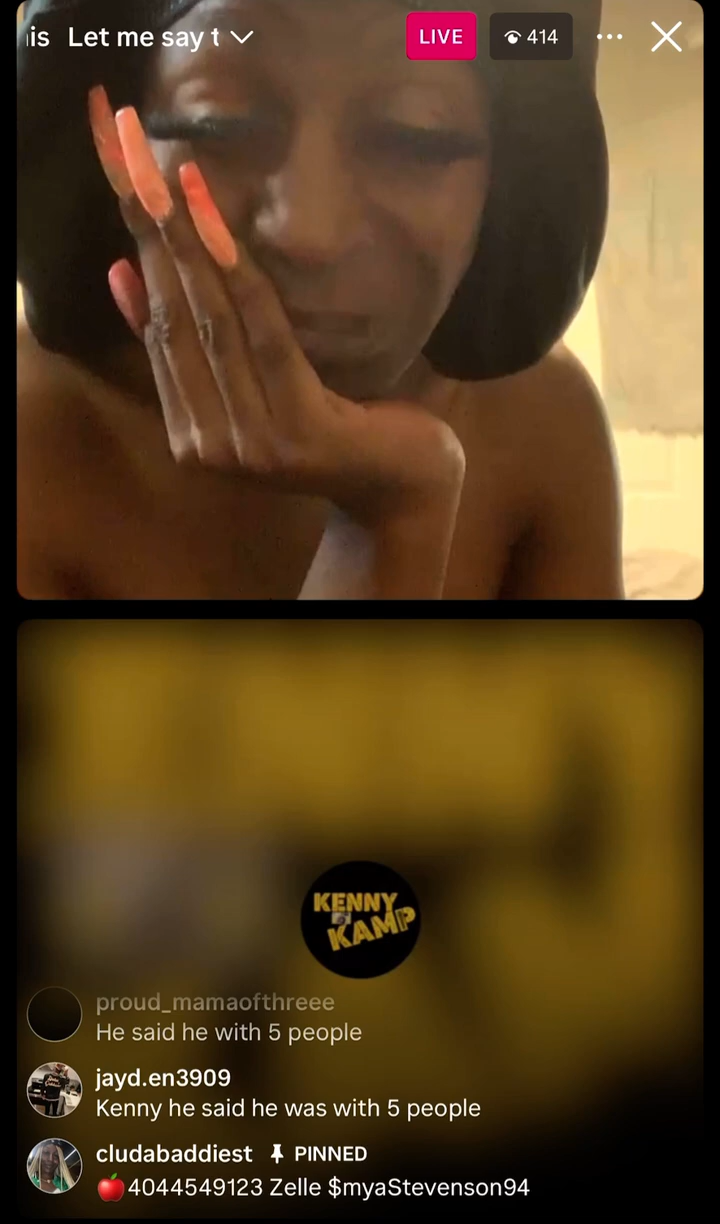 is Let me say t
LIVE
414
KENNY
KAMP
proud_mamaofthreee
He said he with 5 people
jayd.en3909
Kenny he said he was with 5 people
cludabaddiest PINNED
🍎4044549123 Zelle $myaStevenson94